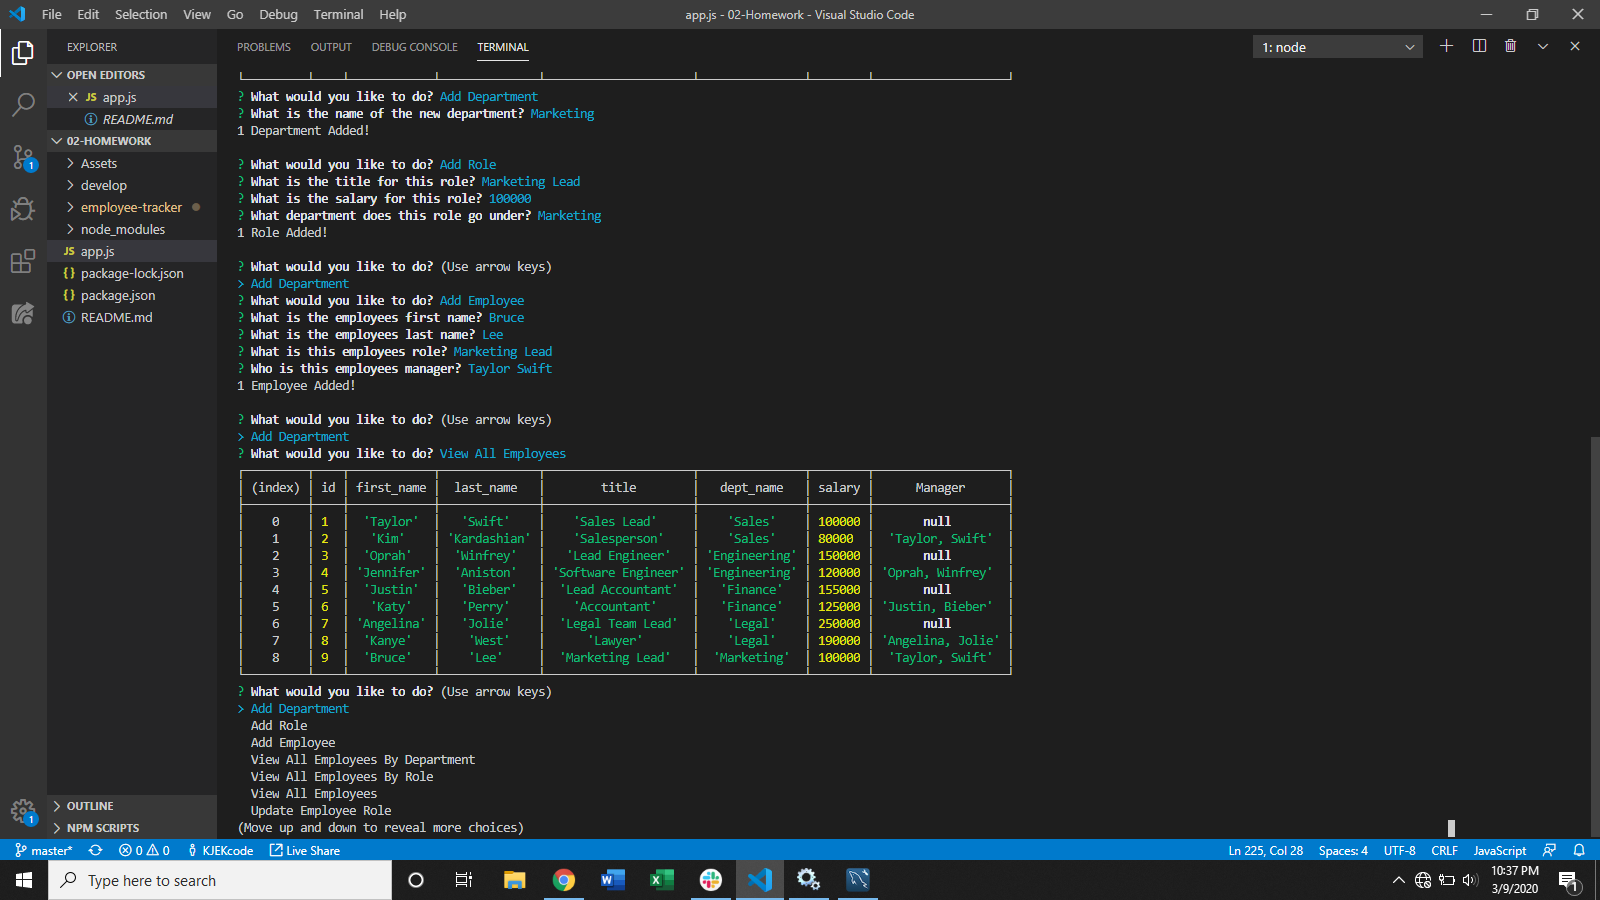 File Edit Selection View Go Debug Terminal Help app.js - 02-Homework - Visual Studio Code
EXPLORER
OPEN EDITORS
JS app.js
README.md
02-HOMEWORK
Assets
develop
employee-tracker
node_modules
JS app.js
{} package-lock.json
{} package.json
README.md
OUTLINE
NPM SCRIPTS
1
1
PROBLEMS OUTPUT DEBUG CONSOLE TERMINAL 1: node
? What would you like to do? Add Department
? What is the name of the new department? Marketing
1 Department Added!
? What would you like to do? Add Role
? What is the title for this role? Marketing Lead
? What is the salary for this role? 100000
? What department does this role go under? Marketing
1 Role Added!
? What would you like to do? (Use arrow keys)
> Add Department
? What would you like to do? Add Employee
? What is the employees first name? Bruce
? What is the employees last name? Lee
? What is this employees role? Marketing Lead
? Who is this employees manager? Taylor Swift
1 Employee Added!
? What would you like to do? (Use arrow keys)
> Add Department
? What would you like to do? View All Employees
(index) id first_name last_name title dept_name salary Manager
0 1 'Taylor' 'Swift' 'Sales Lead' 'Sales' 100000 null
1 2 'Kim' 'Kardashian' 'Salesperson' 'Sales' 80000 'Taylor, Swift'
2 3 'Oprah' 'Winfrey' 'Lead Engineer' 'Engineering' 150000 null
3 4 'Jennifer' 'Aniston' 'Software Engineer' 'Engineering' 120000 'Oprah, Winfrey'
4 5 'Justin' 'Bieber' 'Lead Accountant' 'Finance' 155000 null
5 6 'Katy' 'Perry' 'Accountant' 'Finance' 125000 'Justin, Bieber'
6 7 'Angelina' 'Jolie' 'Legal Team Lead' 'Legal' 250000 null
7 8 'Kanye' 'West' 'Lawyer' 'Legal' 190000 'Angelina, Jolie'
8 9 'Bruce' 'Lee' 'Marketing Lead' 'Marketing' 100000 'Taylor, Swift'
? What would you like to do? (Use arrow keys)
> Add Department
Add Role
Add Employee
View All Employees By Department
View All Employees By Role
View All Employees
Update Employee Role
(Move up and down to reveal more choices)
master* 0 0 KJEKcode Live Share Ln 225, Col 28 Spaces: 4 UTF-8 CRLF JavaScript
Type here to search
10:37 PM
3/9/2020
1